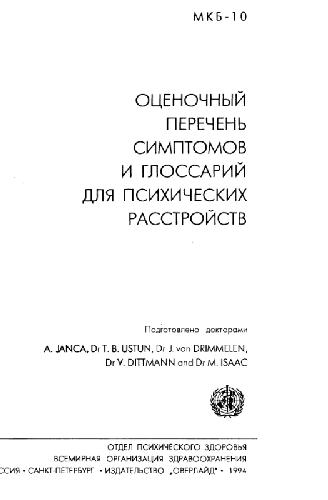 МКБ-10
ОЦЕНОЧНЫЙ
ПЕРЕЧЕНЬ
СИМПТОМОВ
И ГЛОССАРИЙ
ДЛЯ ПСИХИЧЕСКИХ
РАССТРОЙСТВ
Подготовлено докторами
A. JANCA, Dr T. B. USTUN, Dr J. van DRIMMELEN,
Dr V. DITTMANN and Dr M. ISAAC
ОТДЕЛ ПСИХИЧЕСКОГО ЗДОРОВЬЯ
ВСЕМИРНАЯ ОРГАНИЗАЦИЯ ЗДРАВООХРАНЕНИЯ
ССИЯ • САНКТ-ПЕТЕРБУРГ • ИЗДАТЕЛЬСТВО „ОВЕРЛАЙД" • 1994